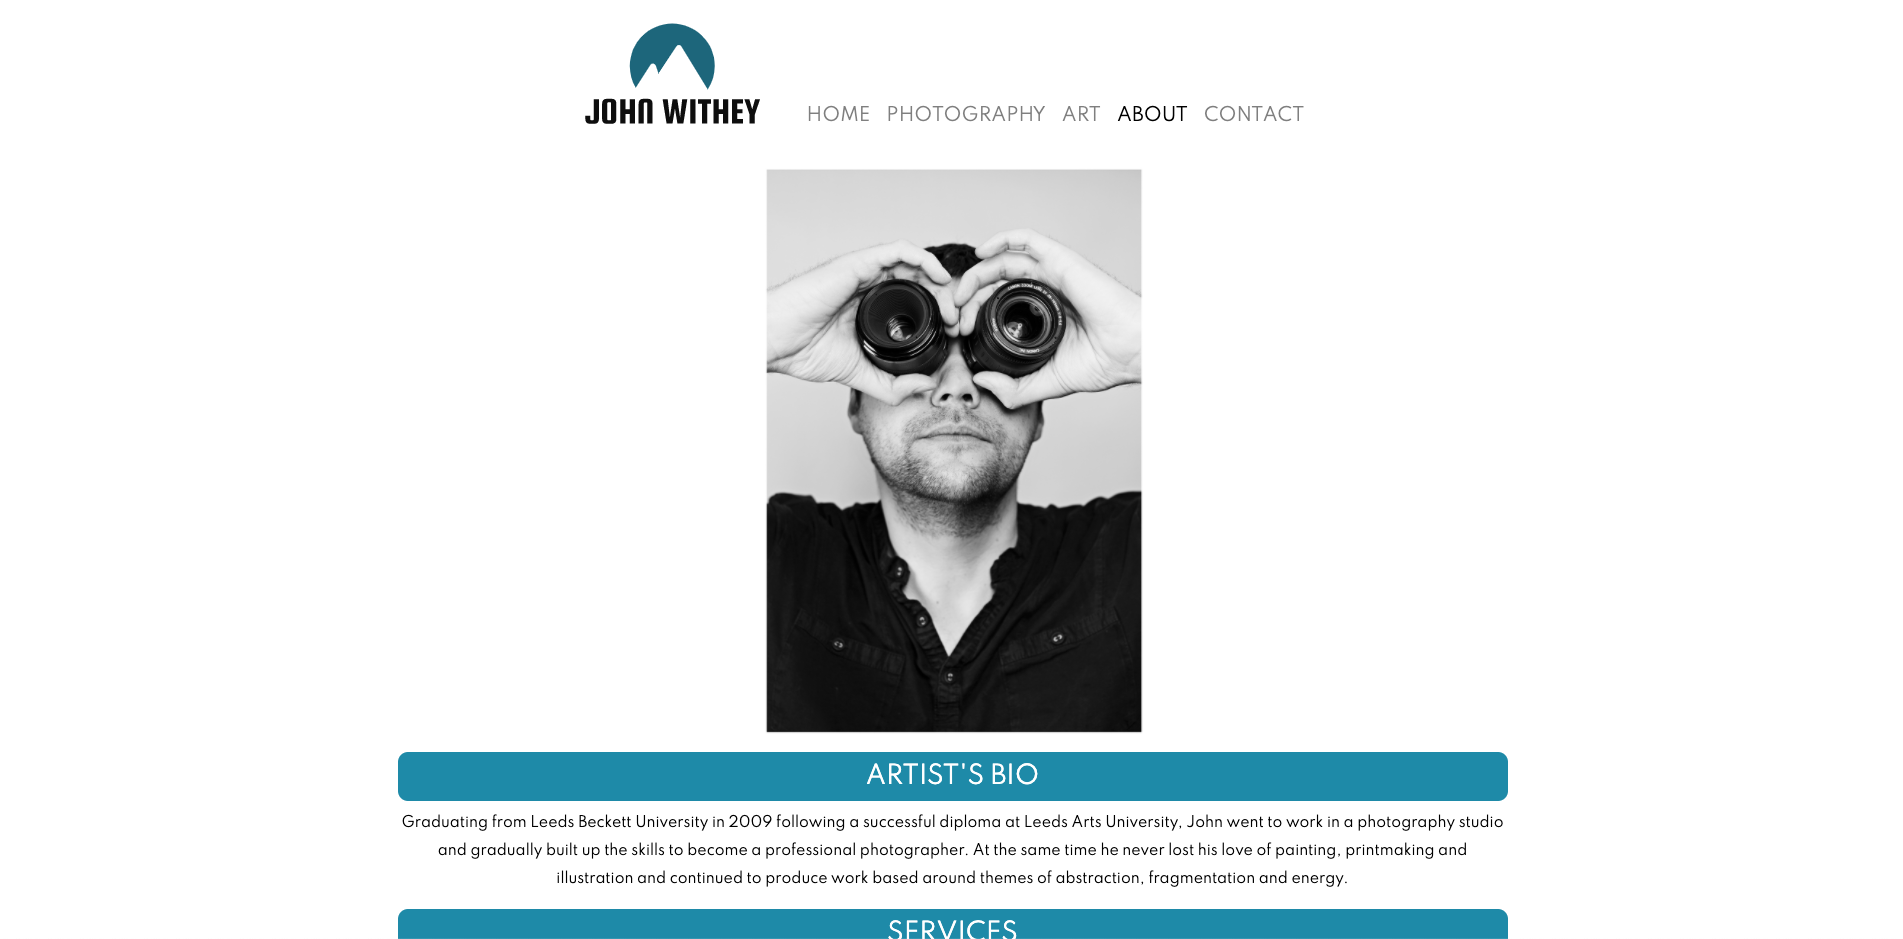 JOHN WITHEY
HOME PHOTOGRAPHY ART ABOUT CONTACT
ARTIST'S BIO
Graduating from Leeds Beckett University in 2009 following a successful diploma at Leeds Arts University, John went to work in a photography studio
and gradually built up the skills to become a professional photographer. At the same time he never lost his love of painting, printmaking and
illustration and continued to produce work based around themes of abstraction, fragmentation and energy.
SERVICES